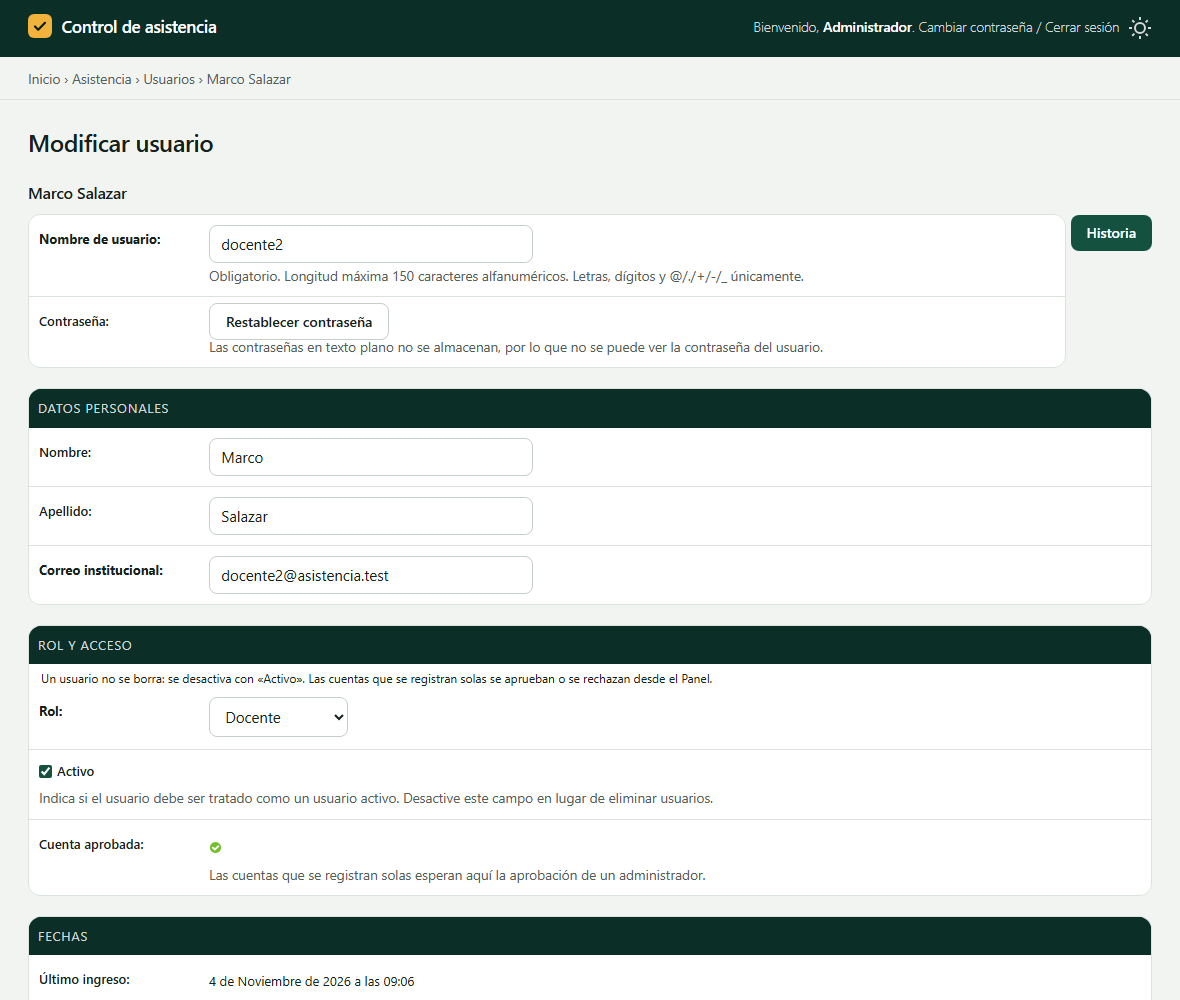 Control de asistencia
Bienvenido, Administrador. Cambiar contraseña / Cerrar sesión
Inicio › Asistencia › Usuarios › Marco Salazar
Modificar usuario
Marco Salazar
Historia
Nombre de usuario:
docente2
Obligatorio. Longitud máxima 150 caracteres alfanuméricos. Letras, dígitos y @/./+/-/_ únicamente.
Contraseña:
Restablecer contraseña
Las contraseñas en texto plano no se almacenan, por lo que no se puede ver la contraseña del usuario.
DATOS PERSONALES
Nombre:
Marco
Apellido:
Salazar
Correo institucional:
docente2@asistencia.test
ROL Y ACCESO
Un usuario no se borra: se desactiva con «Activo». Las cuentas que se registran solas se aprueban o se rechazan desde el Panel.
Rol:
Docente
Activo
Indica si el usuario debe ser tratado como un usuario activo. Desactive este campo en lugar de eliminar usuarios.
Cuenta aprobada:
Las cuentas que se registran solas esperan aquí la aprobación de un administrador.
FECHAS
Último ingreso:
4 de Noviembre de 2026 a las 09:06